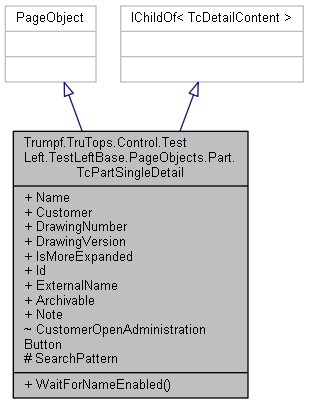 PageObject
IChildOf< TcDetailContent >
Trumpf.TruTops.Control.Test
Left.TestLeftBase.PageObjects.Part.
TcPartSingleDetail
+ Name
+ Customer
+ DrawingNumber
+ DrawingVersion
+ IsMoreExpanded
+ Id
+ ExternalName
+ Archivable
+ Note
~ CustomerOpenAdministration
Button
# SearchPattern
+ WaitForNameEnabled()